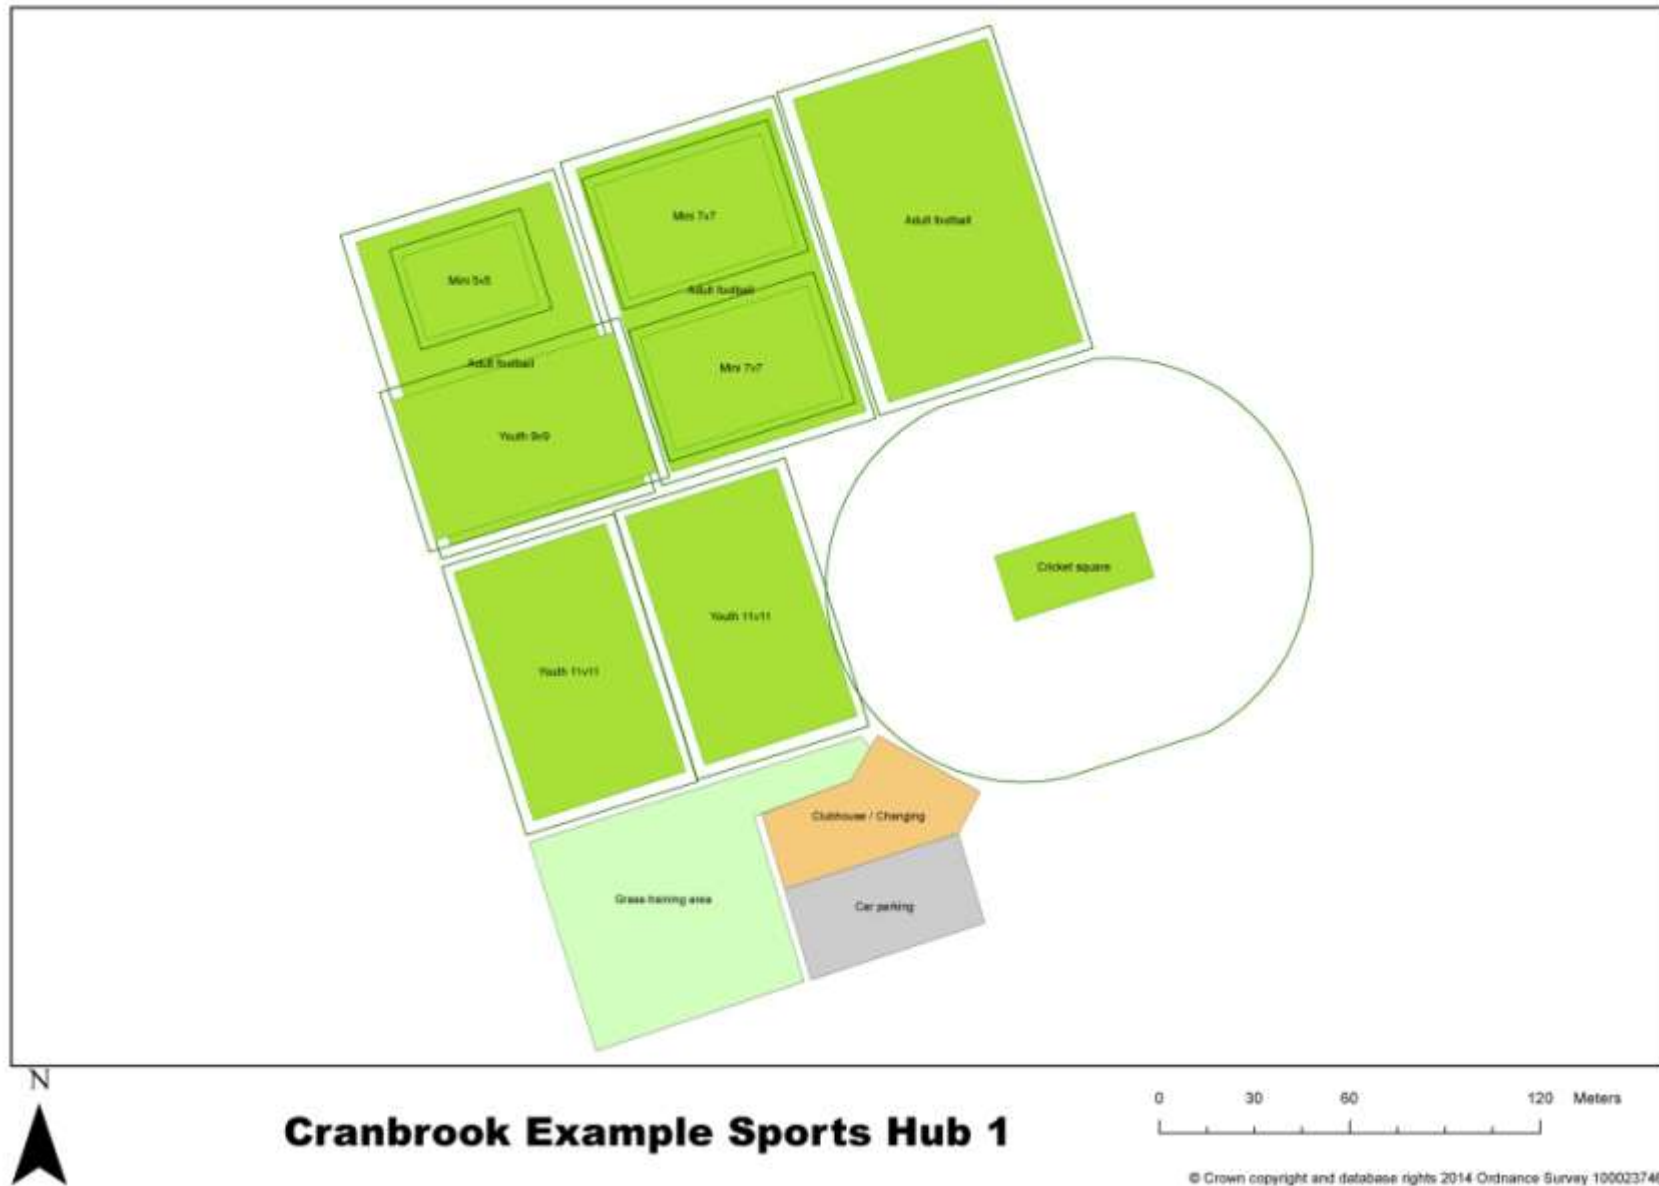 Adult football
Mini 7v7
Mini 5v5
Adult football
Mini 7v7
Adult football
Youth 9v9
Cricket square
Youth 11v11
Youth 11v11
Clubhouse / Changing
Grass training area
Car parking
N
Cranbrook Example Sports Hub 1
0 30 60 120 Meters
© Crown copyright and database rights 2014 Ordnance Survey 100023746